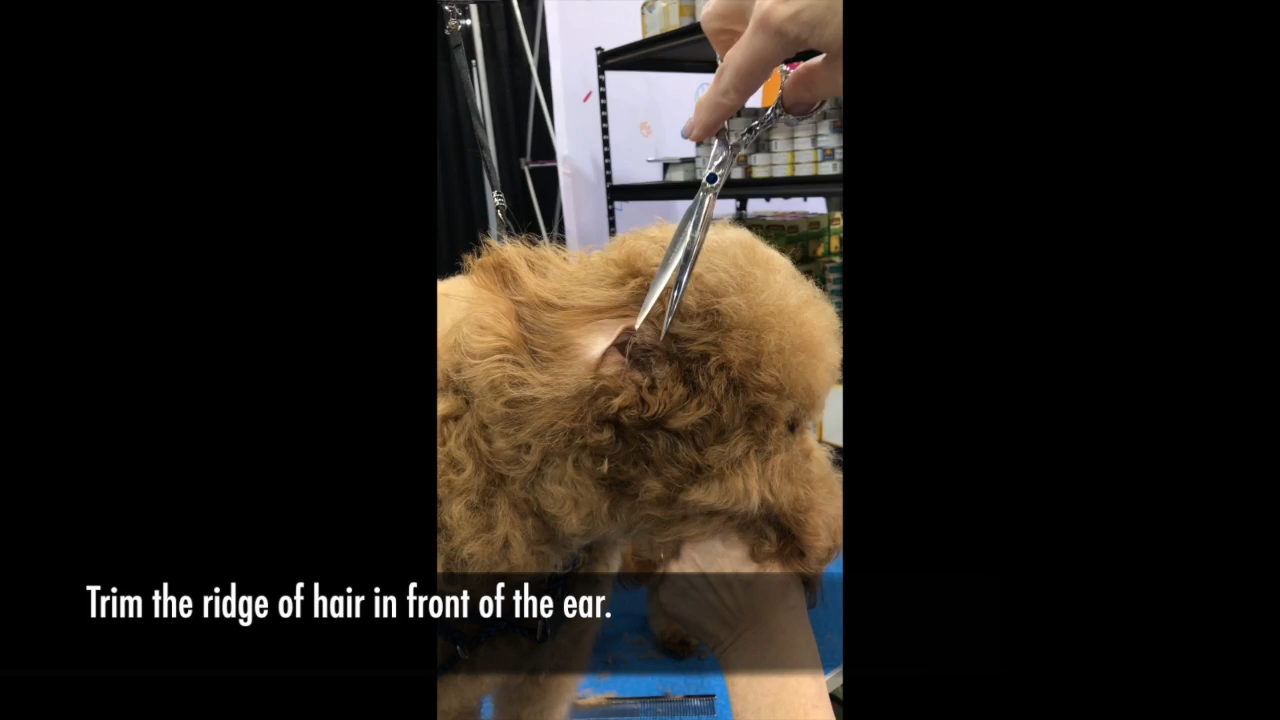 Trim the ridge of hair in front of the ear.